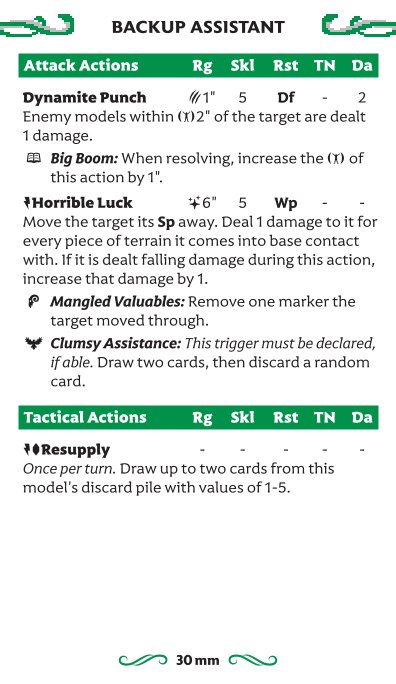 BACKUP ASSISTANT
Attack Actions Rg Skl Rst TN Da
Dynamite Punch 1" 5 Df - 2
Enemy models within 2" of the target are dealt
1 damage.
Big Boom: When resolving, increase the of
this action by 1".
Horrible Luck 6" 5 Wp - -
Move the target its Sp away. Deal 1 damage to it for
every piece of terrain it comes into base contact
with. If it is dealt falling damage during this action,
increase that damage by 1.
Mangled Valuables: Remove one marker the
target moved through.
Clumsy Assistance: This trigger must be declared,
if able. Draw two cards, then discard a random
card.
Tactical Actions Rg Skl Rst TN Da
Resupply - - - - -
Once per turn. Draw up to two cards from this
model's discard pile with values of 1-5.
30 mm